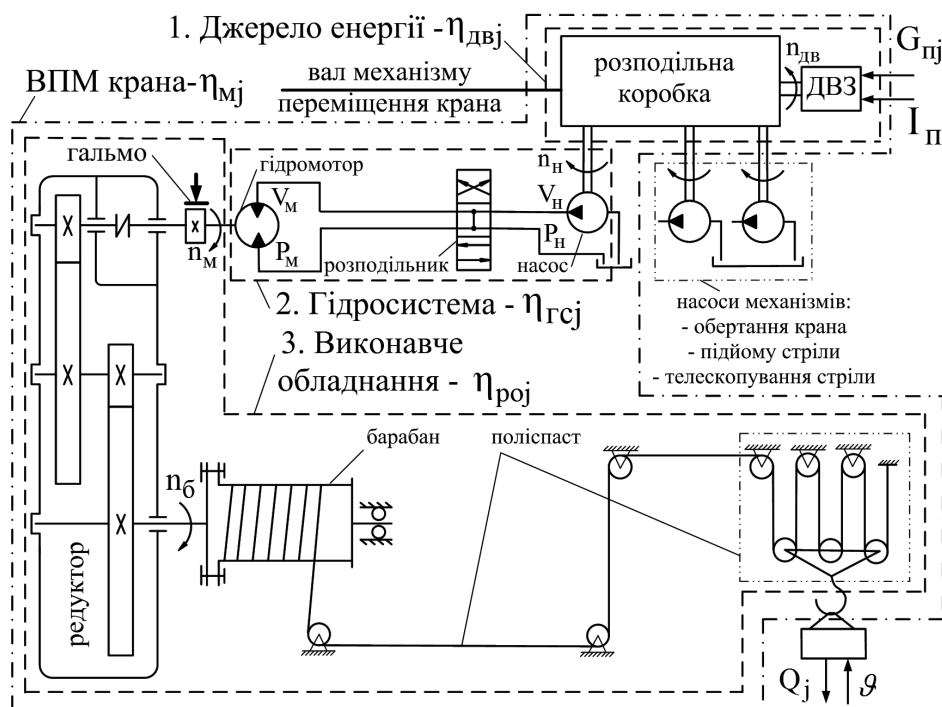 1. Джерело енергії - ηдвj
ВПМ крана-ηмj
вал механізму
переміщення крана
розподільна
коробка
nдв
ДВЗ
Gпj
Iп
гальмо
гідромотор
Vм
Pм
nм
розподільник
nн
Vн
Pн
насос
2. Гідросистема - ηгсj
3. Виконавче
обладнання - ηроj
насоси механізмів:
- обертання крана
- підйому стріли
- телескопування стріли
барабан
поліспаст
nб
редуктор
Qj
ϑ